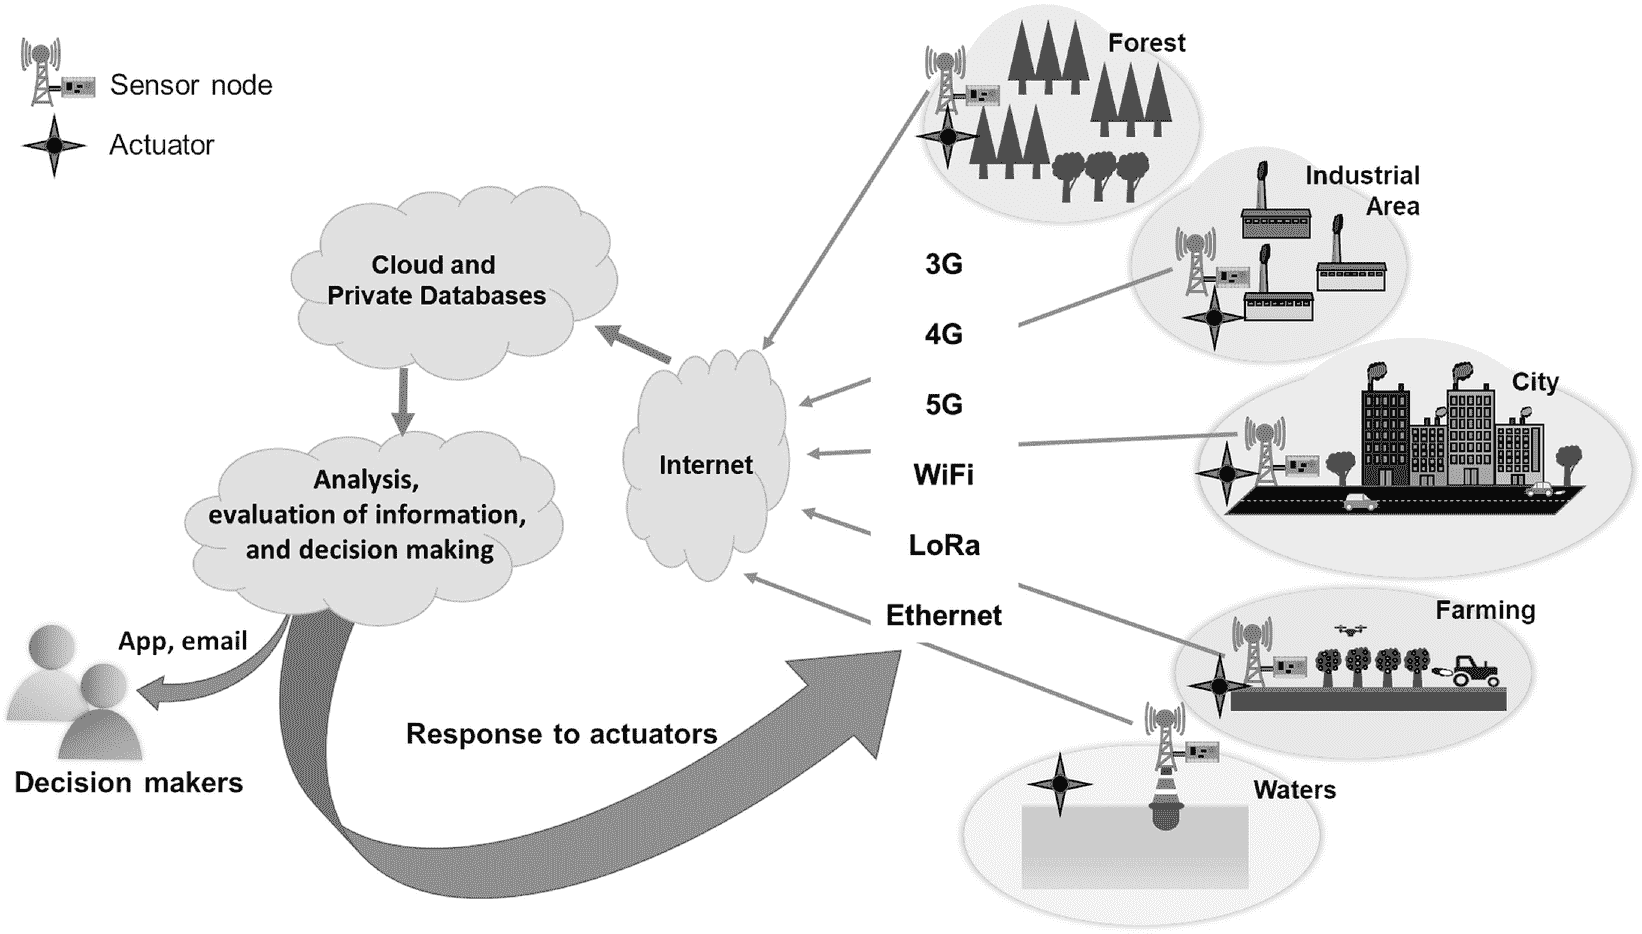 Sensor node
Actuator
Forest
Industrial
Area
City
Farming
Waters
3G
4G
5G
WiFi
LoRa
Ethernet
Internet
Cloud and
Private Databases
Analysis,
evaluation of information,
and decision making
App, email
Decision makers
Response to actuators